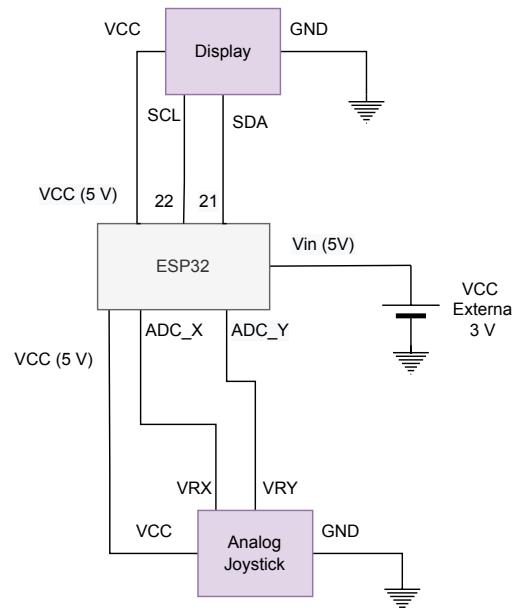 VCC
GND
Display
SCL
SDA
VCC (5 V)
22
21
Vin (5V)
ESP32
VCC
Externa
3 V
ADC_X
ADC_Y
VCC (5 V)
VRX
VRY
VCC
GND
Analog
Joystick